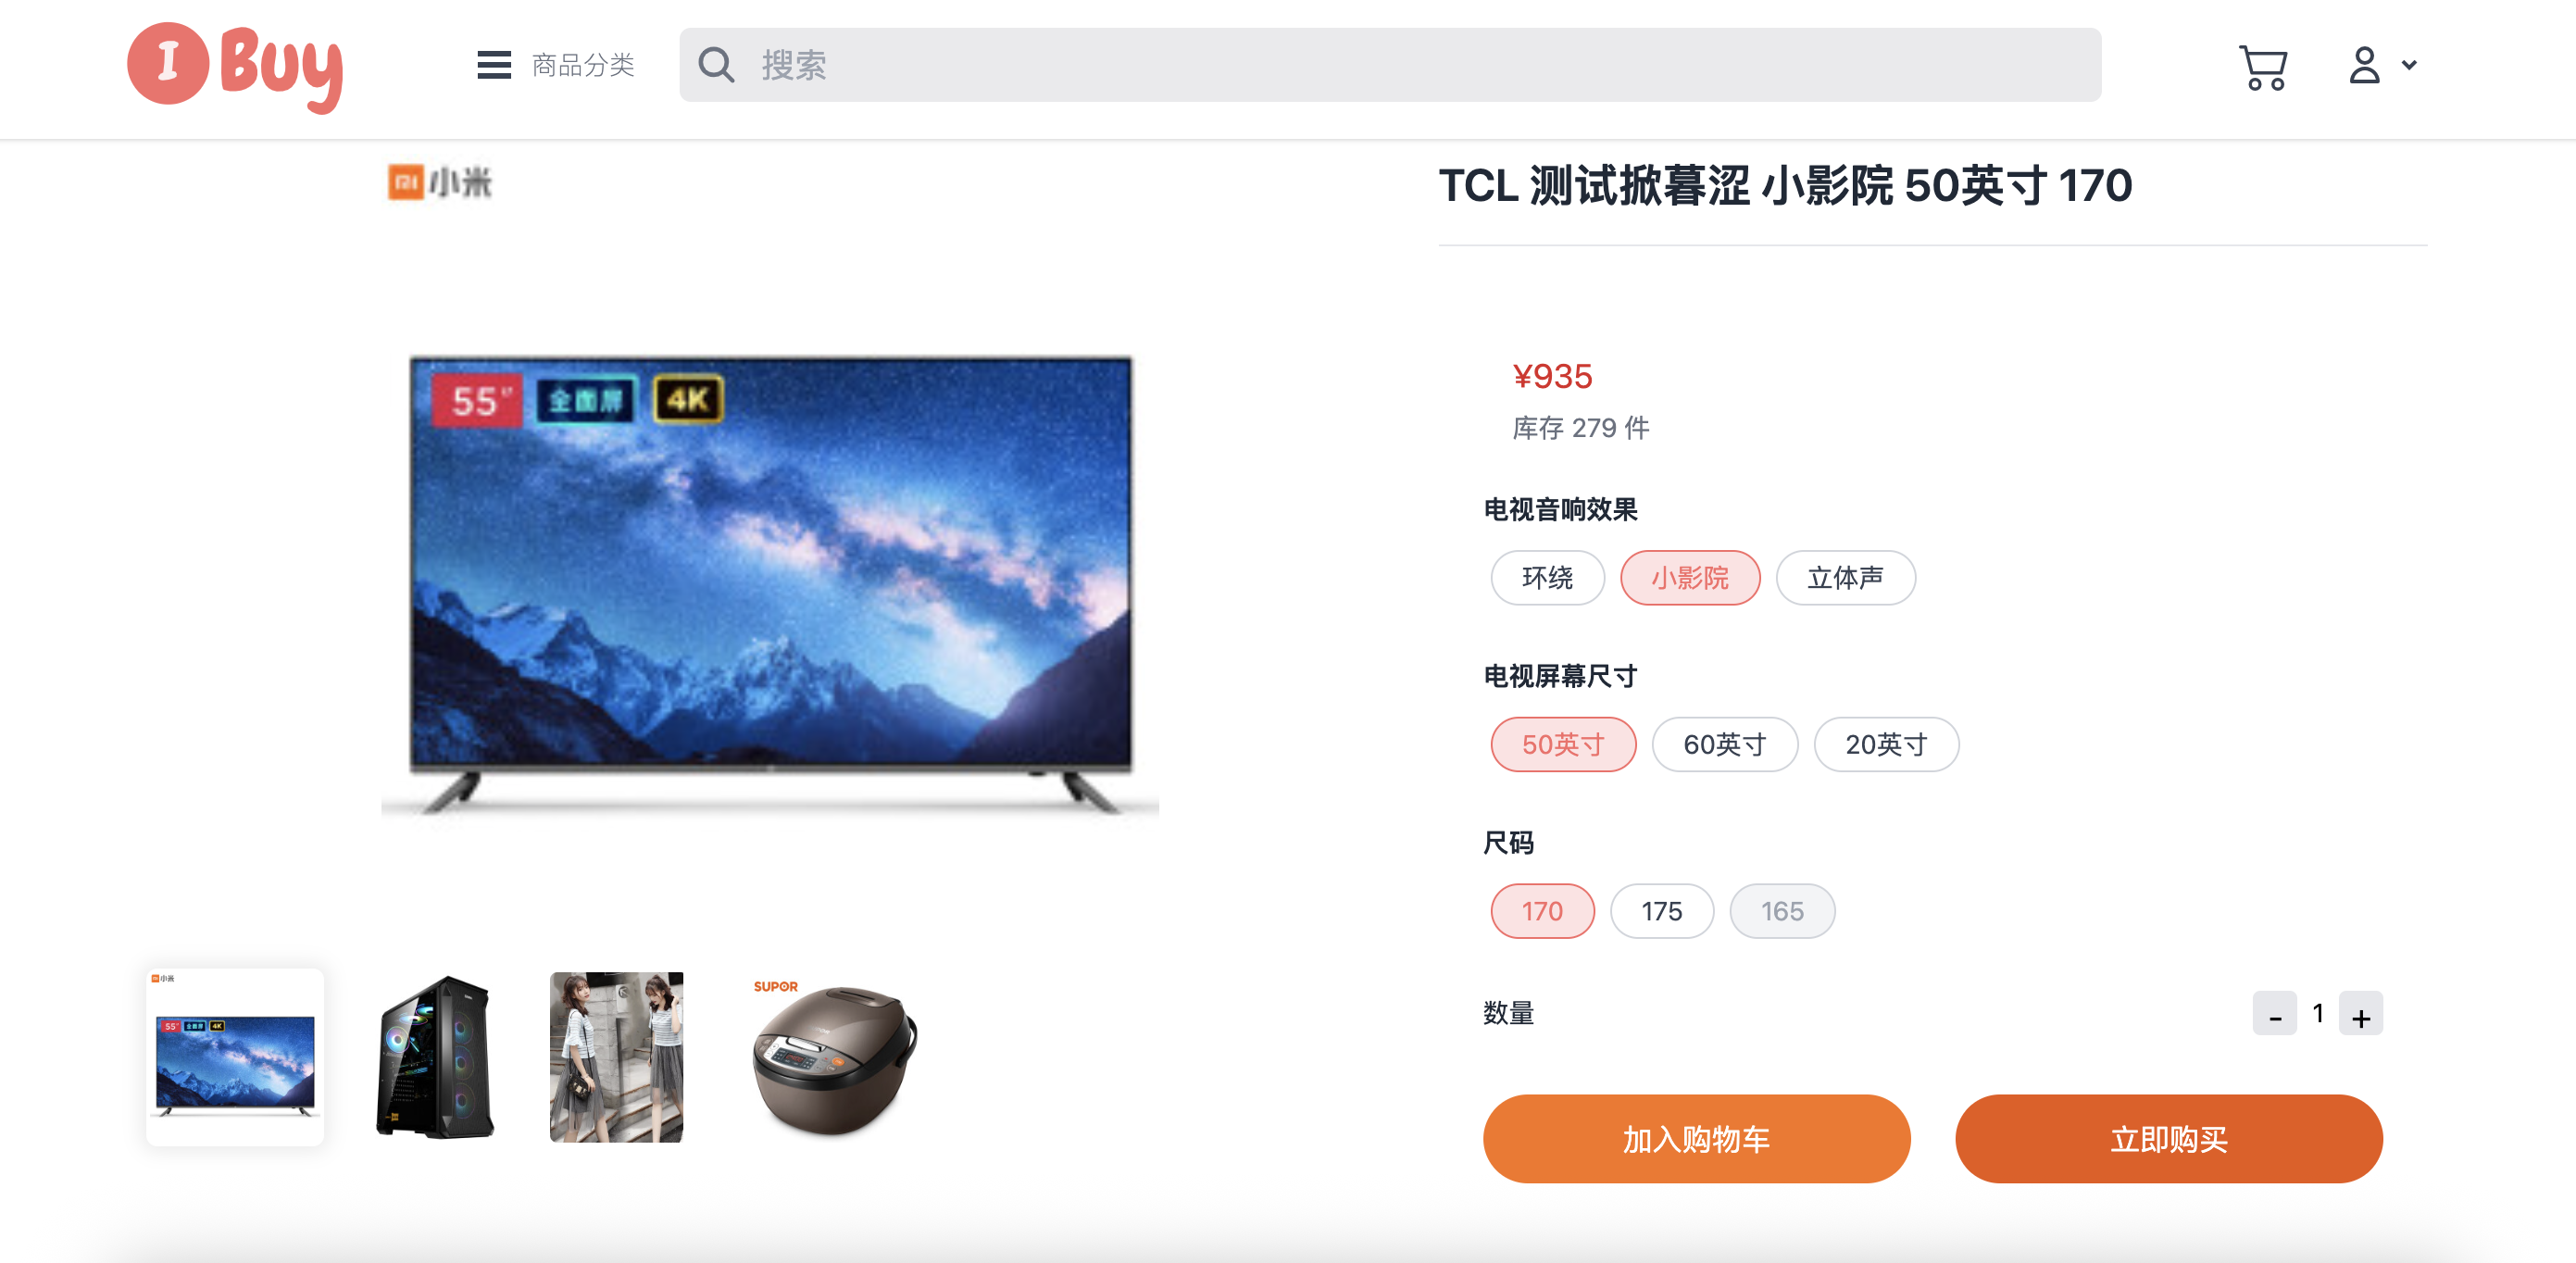 I Buy
商品分类
搜索
小米
TCL 测试掀暮涩 小影院 50英寸 170
55"
全面屏
4K
¥935
库存 279 件
电视音响效果
环绕
小影院
立体声
电视屏幕尺寸
50英寸
60英寸
20英寸
尺码
170
175
165
小米
55"
全面屏
4K
SUPOR
数量
-
1
+
加入购物车
立即购买